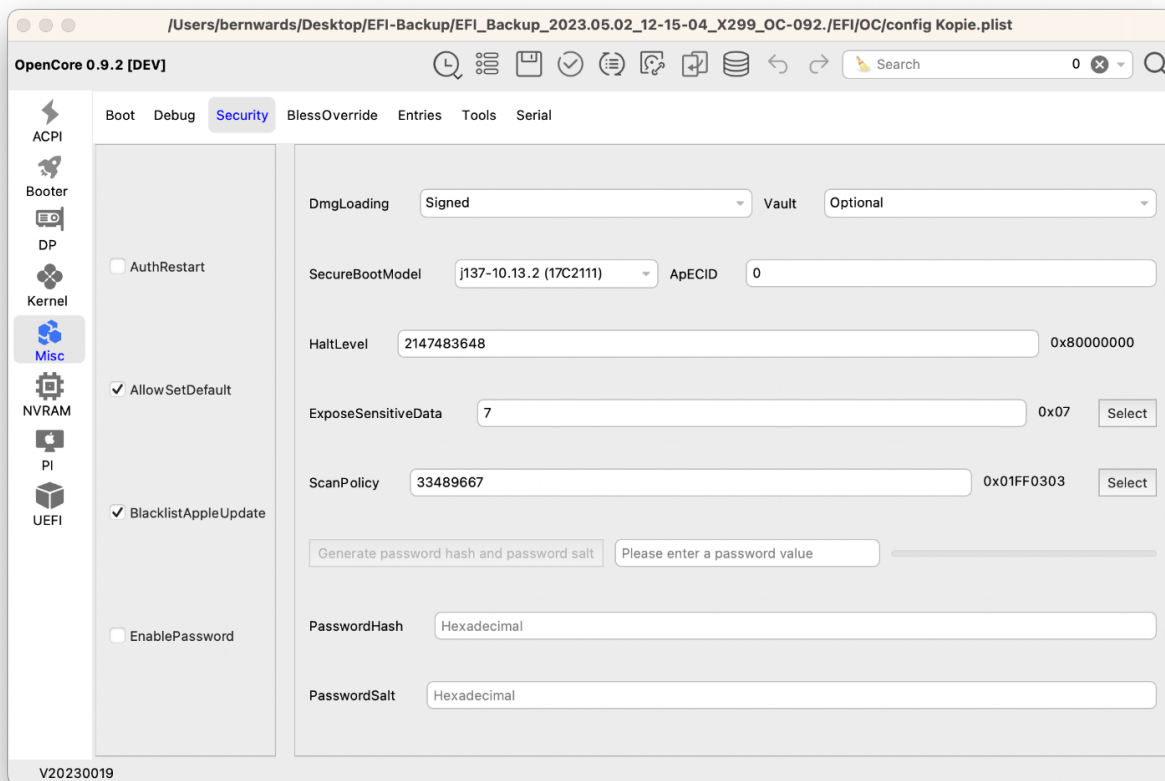 /Users/bernwards/Desktop/EFI-Backup/EFI_Backup_2023.05.02_12-15-04_X299_OC-092./EFI/OC/config Kopie.plist
OpenCore 0.9.2 [DEV]
Search 0
ACPI
Booter
DP
Kernel
Misc
NVRAM
PI
UEFI
Boot Debug Security BlessOverride Entries Tools Serial
AuthRestart
AllowSetDefault
BlacklistAppleUpdate
EnablePassword
DmgLoading Signed Vault Optional
SecureBootModel j137-10.13.2 (17C2111) ApECID 0
HaltLevel 2147483648 0x80000000
ExposeSensitiveData 7 0x07 Select
ScanPolicy 33489667 0x01FF0303 Select
Generate password hash and password salt Please enter a password value
PasswordHash Hexadecimal
PasswordSalt Hexadecimal
V20230019